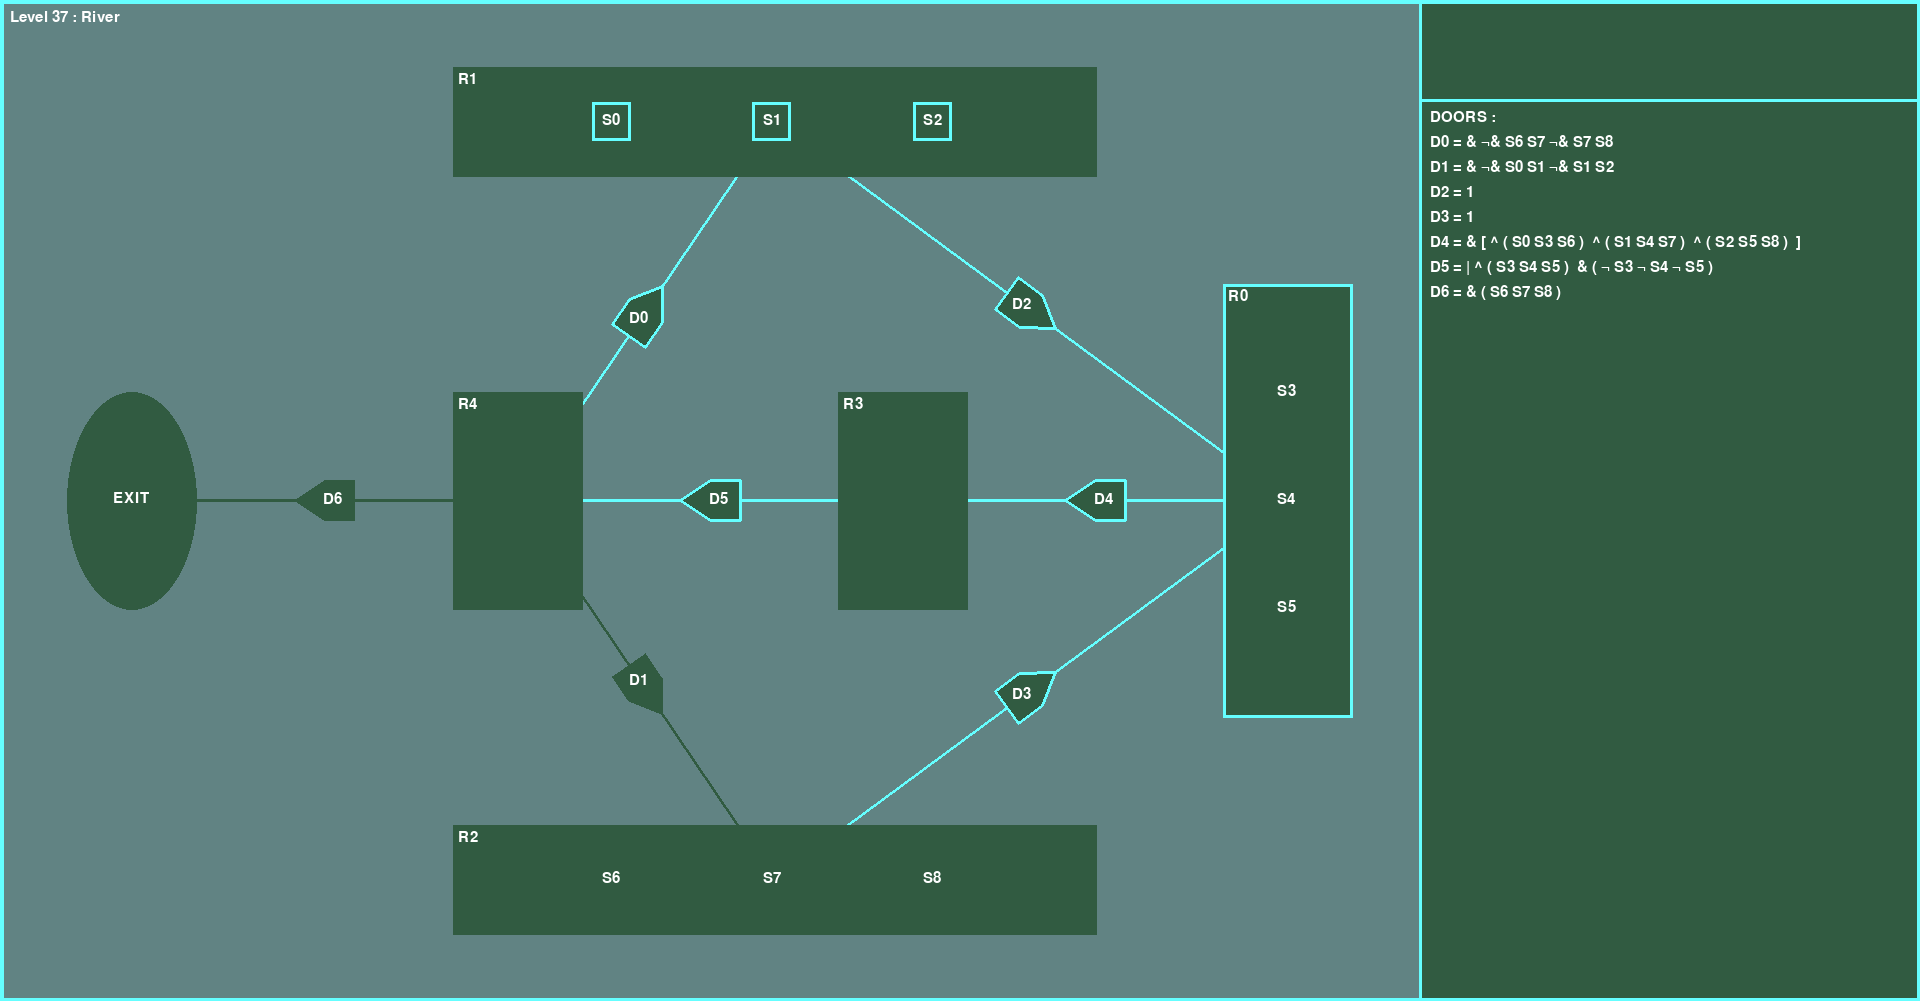 Level 37 : River
R1
S0
S1
S2
D0
D2
R0
S3
S4
S5
EXIT
D6
R4
D5
R3
D4
D1
D3
R2
S6
S7
S8
DOORS :
D0 = & ¬& S6 S7 ¬& S7 S8
D1 = & ¬& S0 S1 ¬& S1 S2
D2 = 1
D3 = 1
D4 = & [ ^ ( S0 S3 S6 ) ^ ( S1 S4 S7 ) ^ ( S2 S5 S8 ) ]
D5 = | ^ ( S3 S4 S5 ) & ( ¬ S3 ¬ S4 ¬ S5 )
D6 = & ( S6 S7 S8 )